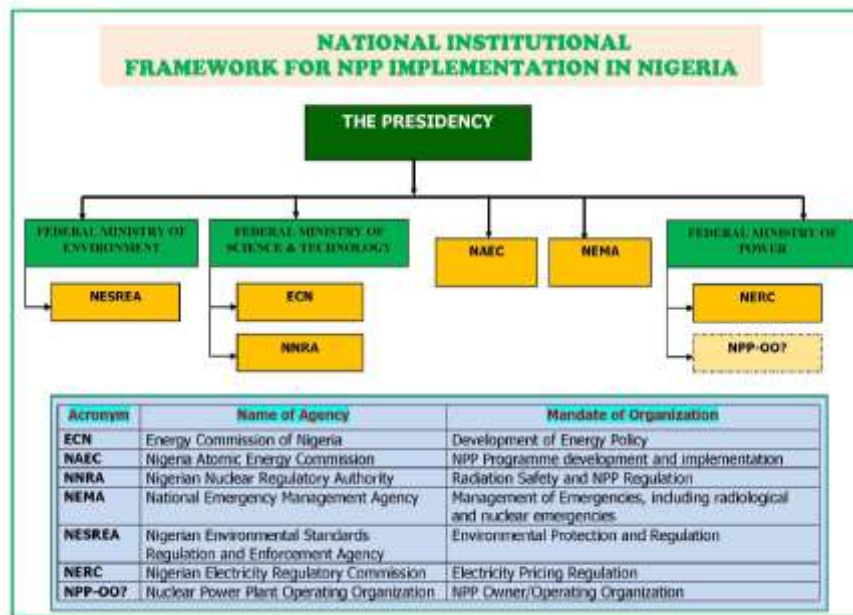 NATIONAL INSTITUTIONAL
FRAMEWORK FOR NPP IMPLEMENTATION IN NIGERIA
THE PRESIDENCY
FEDERAL MINISTRY OF
ENVIRONMENT
FEDERAL MINISTRY OF
SCIENCE & TECHNOLOGY
NAEC
NEMA
FEDERAL MINISTRY OF
POWER
NESREA
ECN
NERC
NNRA
NPP-OO?
Acronym Name of Agency Mandate of Organization
ECN Energy Commission of Nigeria Development of Energy Policy
NAEC Nigeria Atomic Energy Commission NPP Programme development and implementation
NNRA Nigerian Nuclear Regulatory Authority Radiation Safety and NPP Regulation
NEMA National Emergency Management Agency Management of Emergencies, including radiological
and nuclear emergencies
NESREA Nigerian Environmental Standards Environmental Protection and Regulation
Regulation and Enforcement Agency
NERC Nigerian Electricity Regulatory Commission Electricity Pricing Regulation
NPP-OO? Nuclear Power Plant Operating Organization NPP Owner/Operating Organization